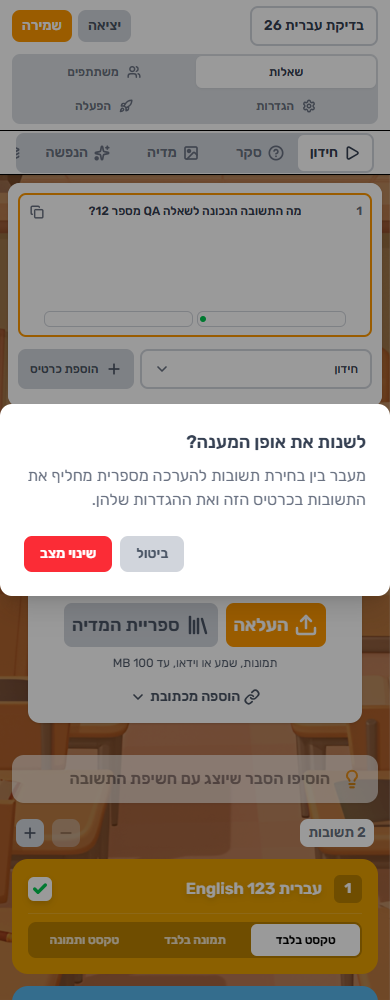 בדיקת עברית 26
יציאה
שמירה
שאלות
משתתפים
הגדרות
הפעלה
חידון
סקר
מדיה
הנפשה
1
מה התשובה הנכונה לשאלה QA מספר 12?
חידון
הוספת כרטיס
לשנות את אופן המענה?
מעבר בין בחירת תשובות להערכה מספרית מחליף את
התשובות בכרטיס הזה ואת ההגדרות שלהן.
ביטול
שינוי מצב
העלאה
ספריית המדיה
תמונות, שמע או וידאו, עד 100 MB
הוספה מכתובת
הוסיפו הסבר שיוצג עם חשיפת התשובה
2 תשובות
1
עברית English 123
טקסט בלבד
תמונה בלבד
טקסט ותמונה